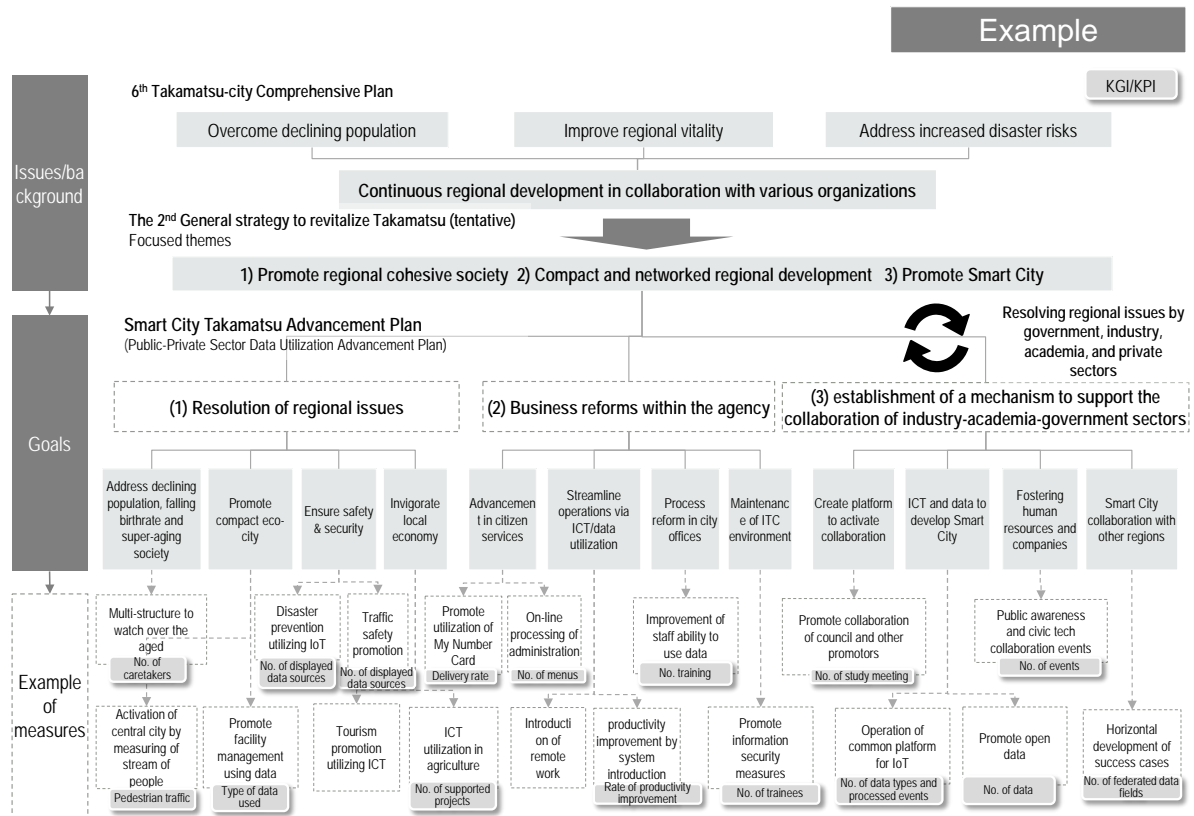 Example
KGI/KPI
Issues/ba
ckground
6th Takamatsu-city Comprehensive Plan
Overcome declining population
Improve regional vitality
Address increased disaster risks
Continuous regional development in collaboration with various organizations
The 2nd General strategy to revitalize Takamatsu (tentative)
Focused themes
1) Promote regional cohesive society 2) Compact and networked regional development 3) Promote Smart City
Goals
Smart City Takamatsu Advancement Plan
(Public-Private Sector Data Utilization Advancement Plan)
Resolving regional issues by
government, industry,
academia, and private
sectors
(1) Resolution of regional issues
(2) Business reforms within the agency
(3) establishment of a mechanism to support the
collaboration of industry-academia-government sectors
Address declining
population, falling
birthrate and
super-aging
society
Promote
compact eco-
city
Ensure safety
& security
Invigorate
local
economy
Advancemen
t in citizen
services
Streamline
operations via
ICT/data
utilization
Process
reform in city
offices
Maintenanc
e of ITC
environment
Create platform
to activate
collaboration
ICT and data to
develop Smart
City
Fostering
human
resources and
companies
Smart City
collaboration with
other regions
Example
of
measures
Multi-structure to
watch over the
aged
No. of
caretakers
Disaster
prevention
utilizing IoT
No. of displayed
data sources
Traffic
safety
promotion
No. of displayed
data sources
Promote
utilization of
My Number
Card
Delivery rate
On-line
processing of
administration
No. of menus
Improvement of
staff ability to
use data
No. training
Promote collaboration
of council and other
promotors
No. of study meeting
Public awareness
and civic tech
collaboration events
No. of events
Activation of
central city by
measuring of
stream of
people
Pedestrian traffic
Promote
facility
management
using data
Type of data
used
Tourism
promotion
utilizing ICT
ICT
utilization in
agriculture
No. of supported
projects
Introducti
on of
remote
work
productivity
improvement by
system
introduction
Rate of productivity
improvement
Promote
information
security
measures
No. of trainees
Operation of
common platform
for IoT
No. of data types and
processed events
Promote open
data
No. of data
Horizontal
development of
success cases
No. of federated data
fields